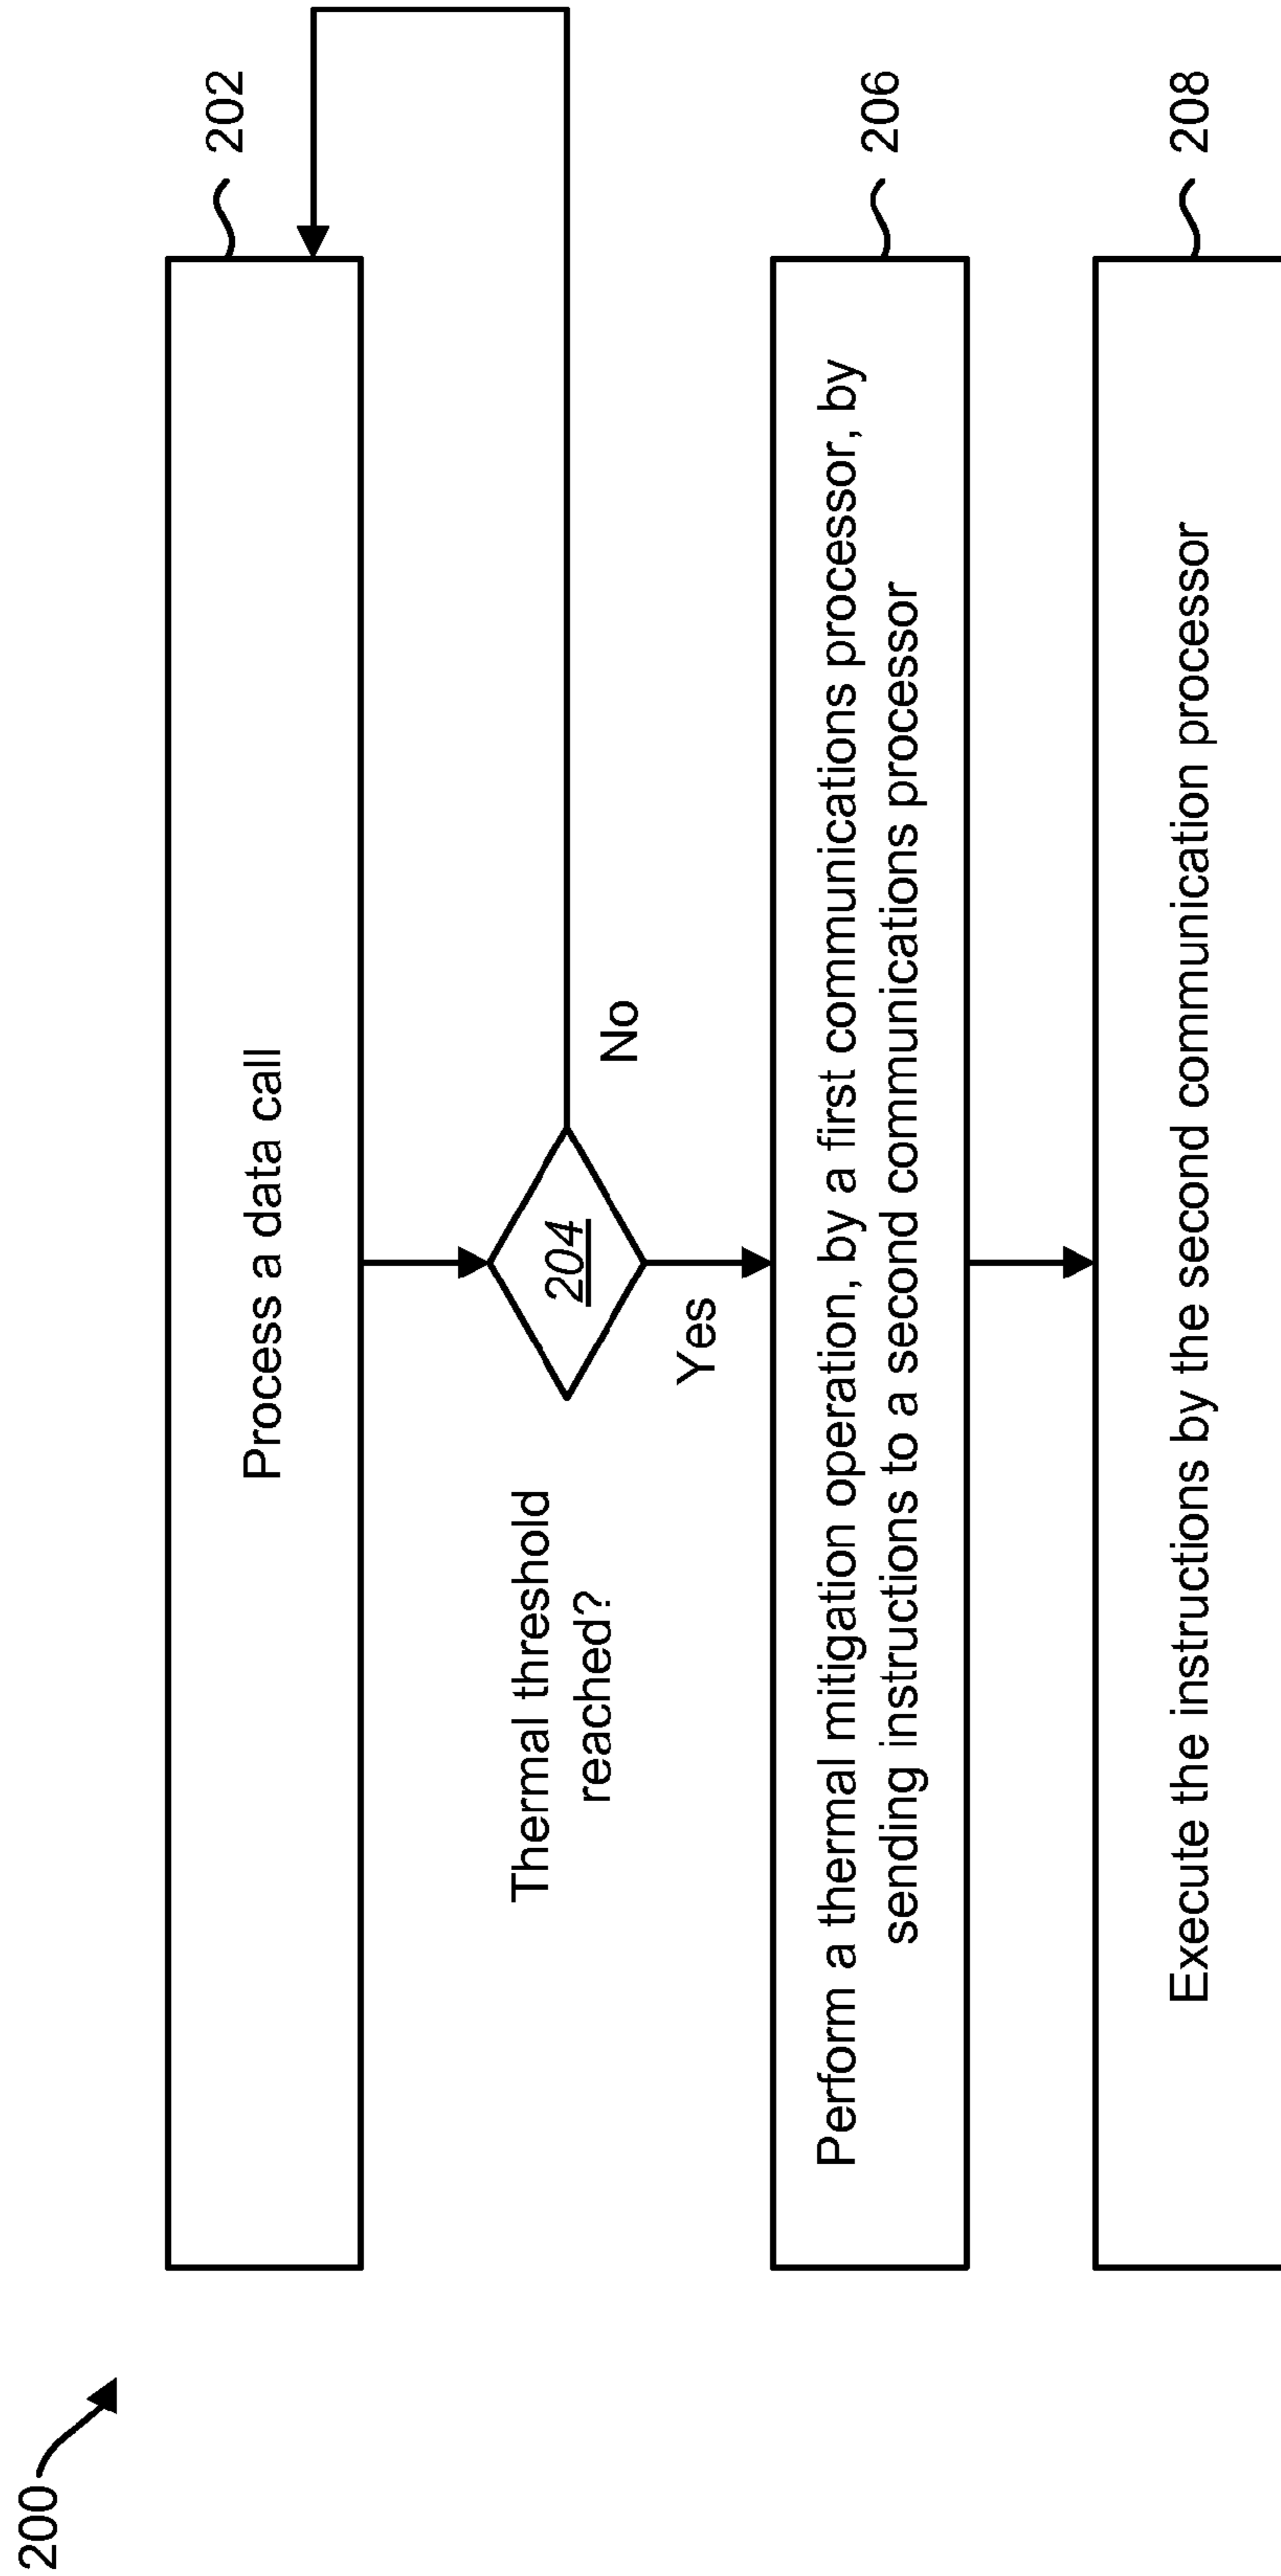 200
Process a data call
202
Thermal threshold
reached?
204
No
Yes
Perform a thermal mitigation operation, by a first communications processor, by
sending instructions to a second communications processor
206
Execute the instructions by the second communication processor
208